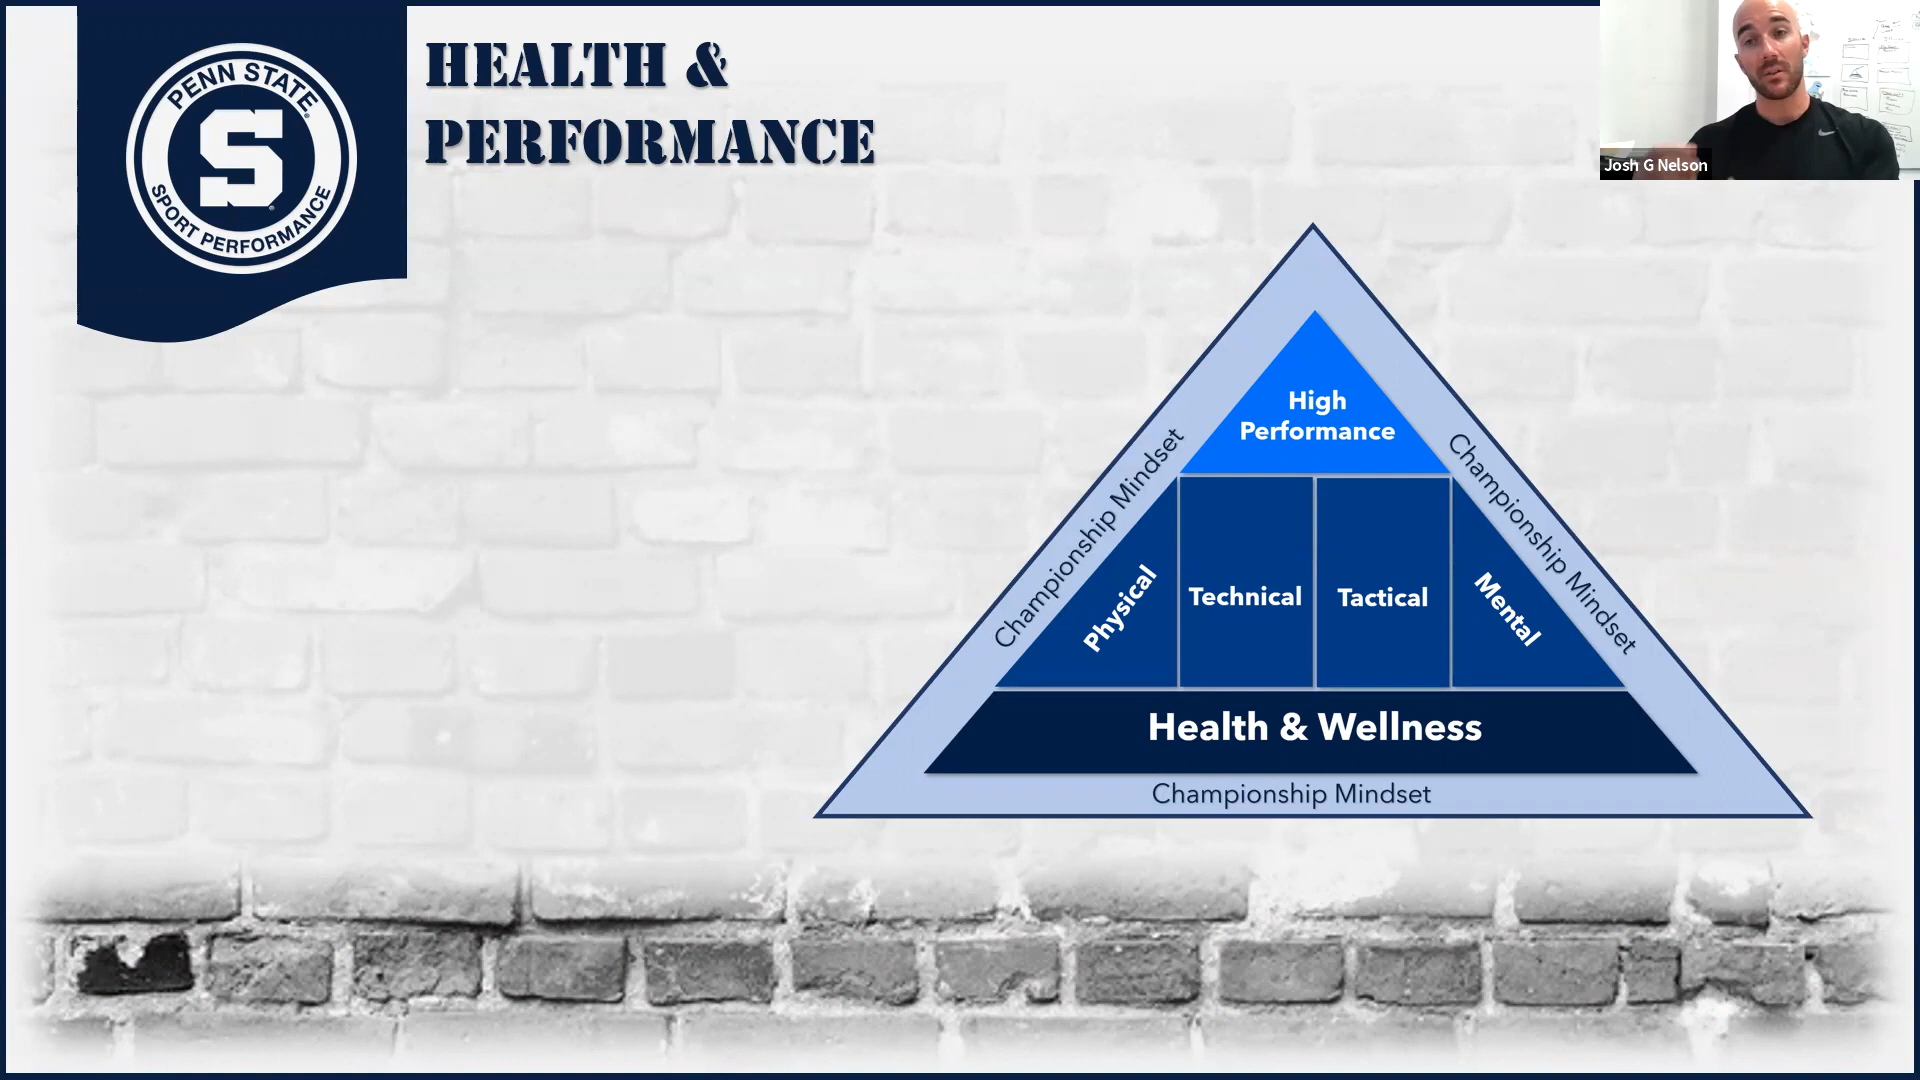 PENN STATE
S
SPORT PERFORMANCE
HEALTH &
PERFORMANCE
Josh G Nelson
High
Performance
Championship Mindset
Championship Mindset
Physical
Technical
Tactical
Mental
Health & Wellness
Championship Mindset